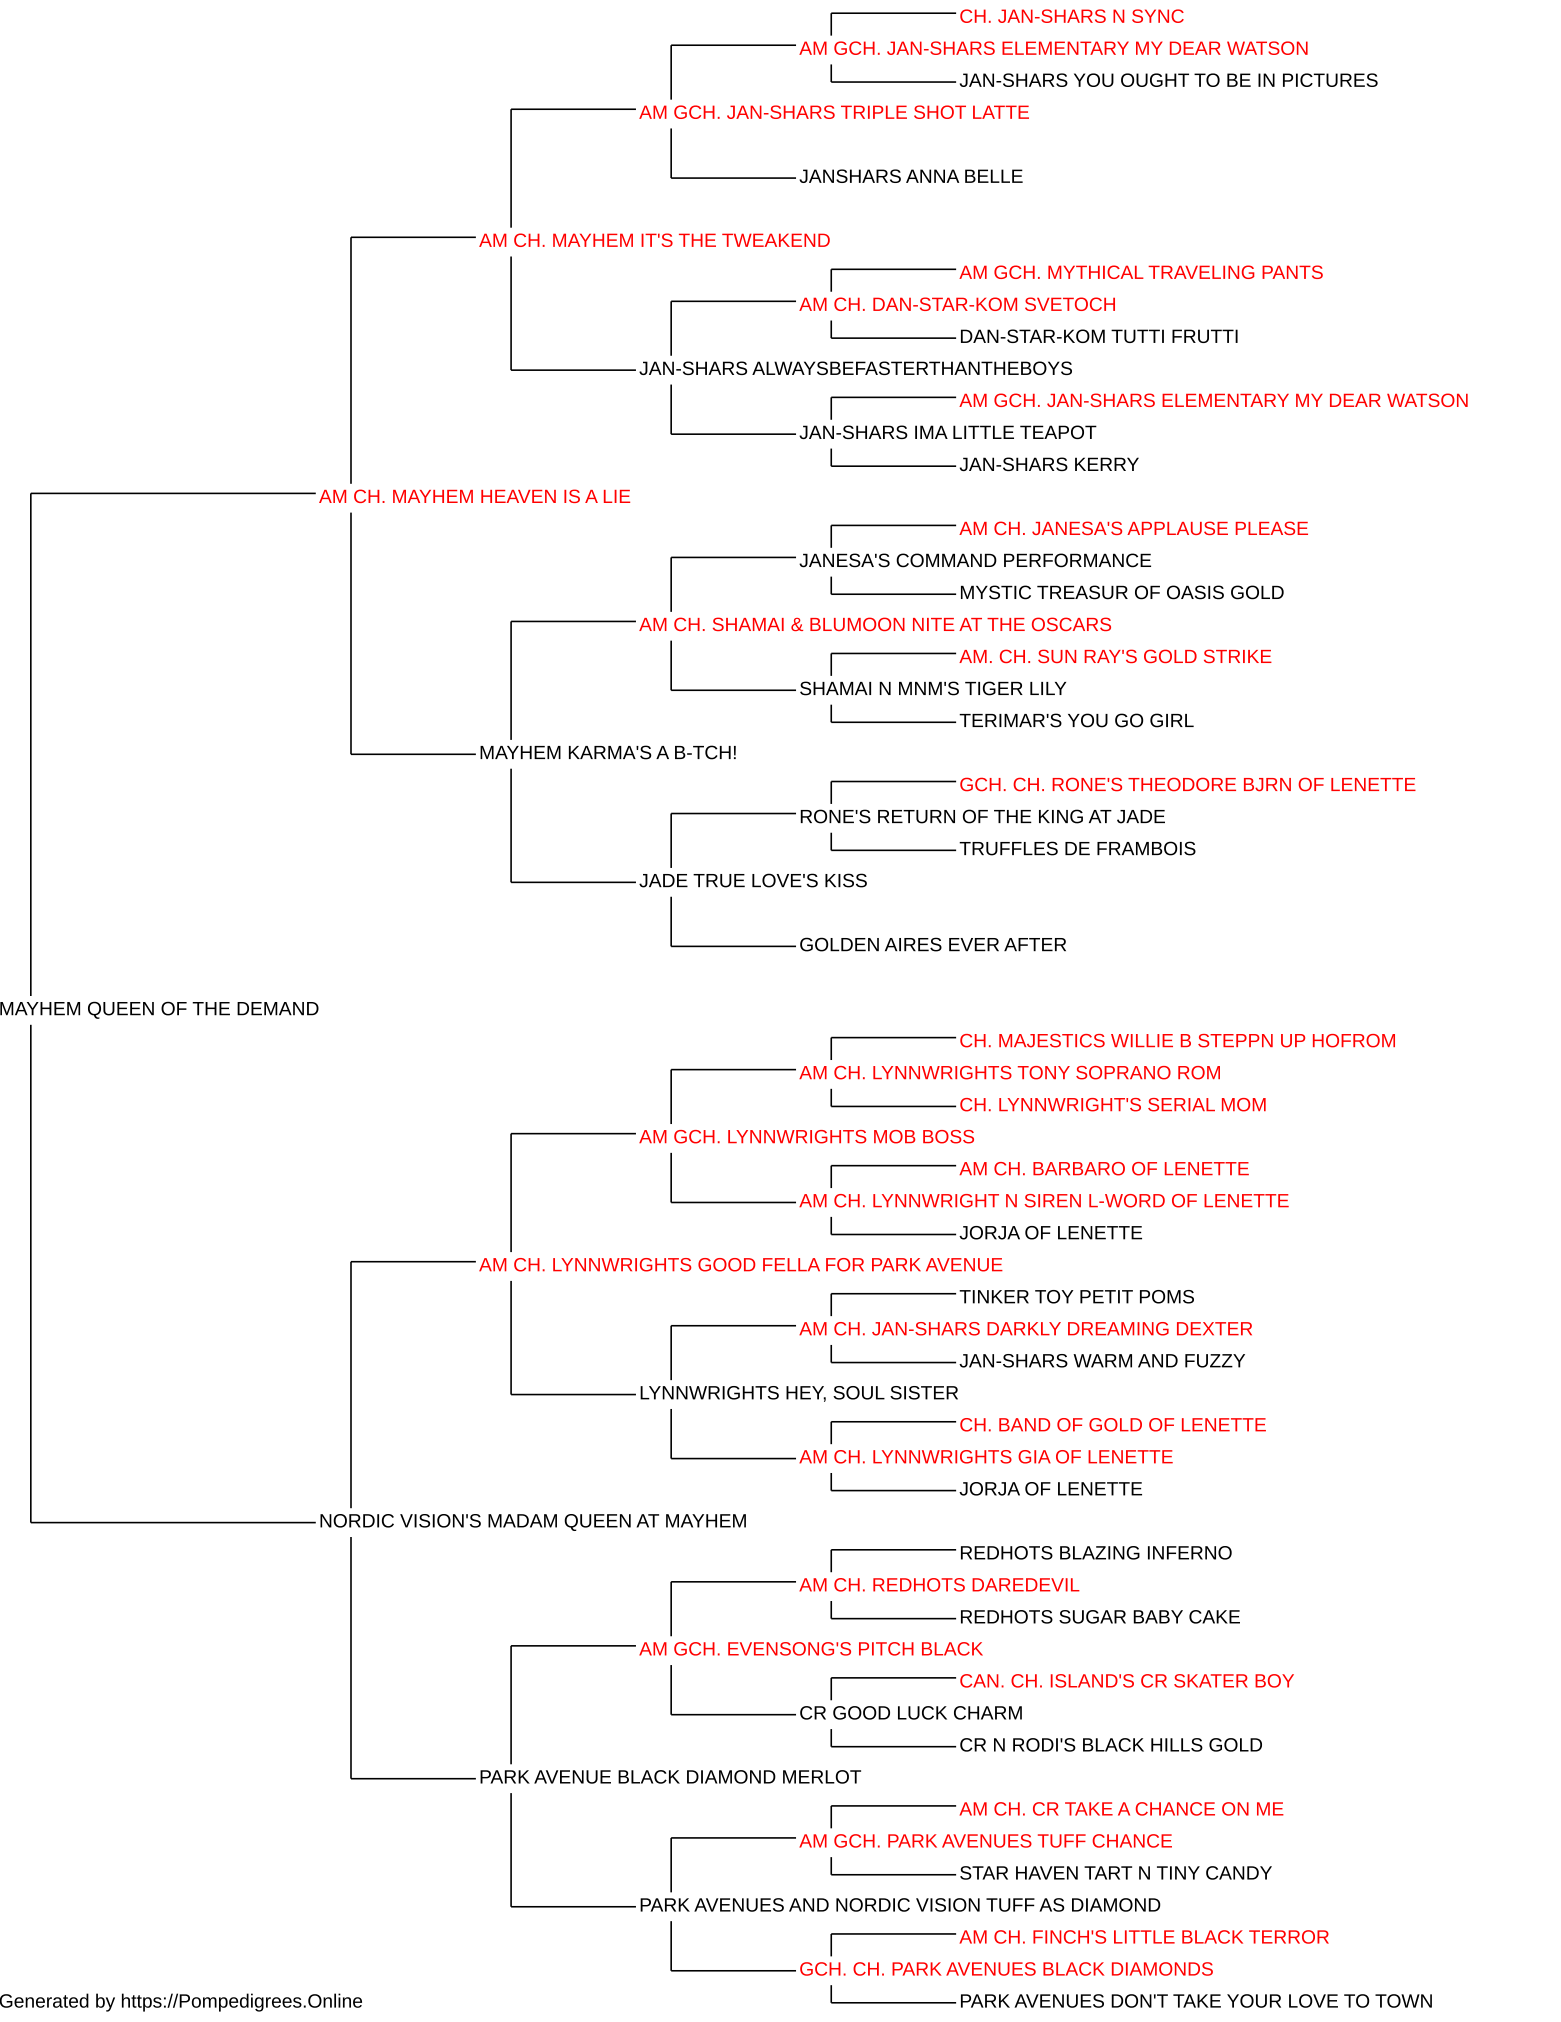 CH. JAN-SHARS N SYNC
AM GCH. JAN-SHARS ELEMENTARY MY DEAR WATSON
JAN-SHARS YOU OUGHT TO BE IN PICTURES
AM GCH. JAN-SHARS TRIPLE SHOT LATTE
JANSHARS ANNA BELLE
AM CH. MAYHEM IT'S THE TWEAKEND
AM GCH. MYTHICAL TRAVELING PANTS
AM CH. DAN-STAR-KOM SVETOCH
DAN-STAR-KOM TUTTI FRUTTI
JAN-SHARS ALWAYSBEFASTERTHANTHEBOYS
AM GCH. JAN-SHARS ELEMENTARY MY DEAR WATSON
JAN-SHARS IMA LITTLE TEAPOT
JAN-SHARS KERRY
AM CH. MAYHEM HEAVEN IS A LIE
AM CH. JANESA'S APPLAUSE PLEASE
JANESA'S COMMAND PERFORMANCE
MYSTIC TREASUR OF OASIS GOLD
AM CH. SHAMAI & BLUMOON NITE AT THE OSCARS
AM. CH. SUN RAY'S GOLD STRIKE
SHAMAI N MNM'S TIGER LILY
TERIMAR'S YOU GO GIRL
MAYHEM KARMA'S A B-TCH!
GCH. CH. RONE'S THEODORE BJRN OF LENETTE
RONE'S RETURN OF THE KING AT JADE
TRUFFLES DE FRAMBOIS
JADE TRUE LOVE'S KISS
GOLDEN AIRES EVER AFTER
MAYHEM QUEEN OF THE DEMAND
CH. MAJESTICS WILLIE B STEPPN UP HOFROM
AM CH. LYNNWRIGHTS TONY SOPRANO ROM
CH. LYNNWRIGHT'S SERIAL MOM
AM GCH. LYNNWRIGHTS MOB BOSS
AM CH. BARBARO OF LENETTE
AM CH. LYNNWRIGHT N SIREN L-WORD OF LENETTE
JORJA OF LENETTE
AM CH. LYNNWRIGHTS GOOD FELLA FOR PARK AVENUE
TINKER TOY PETIT POMS
AM CH. JAN-SHARS DARKLY DREAMING DEXTER
JAN-SHARS WARM AND FUZZY
LYNNWRIGHTS HEY, SOUL SISTER
CH. BAND OF GOLD OF LENETTE
AM CH. LYNNWRIGHTS GIA OF LENETTE
JORJA OF LENETTE
NORDIC VISION'S MADAM QUEEN AT MAYHEM
REDHOTS BLAZING INFERNO
AM CH. REDHOTS DAREDEVIL
REDHOTS SUGAR BABY CAKE
AM GCH. EVENSONG'S PITCH BLACK
CAN. CH. ISLAND'S CR SKATER BOY
CR GOOD LUCK CHARM
CR N RODI'S BLACK HILLS GOLD
PARK AVENUE BLACK DIAMOND MERLOT
AM CH. CR TAKE A CHANCE ON ME
AM GCH. PARK AVENUES TUFF CHANCE
STAR HAVEN TART N TINY CANDY
PARK AVENUES AND NORDIC VISION TUFF AS DIAMOND
AM CH. FINCH'S LITTLE BLACK TERROR
GCH. CH. PARK AVENUES BLACK DIAMONDS
PARK AVENUES DON'T TAKE YOUR LOVE TO TOWN
Generated by https://Pompedigrees.Online